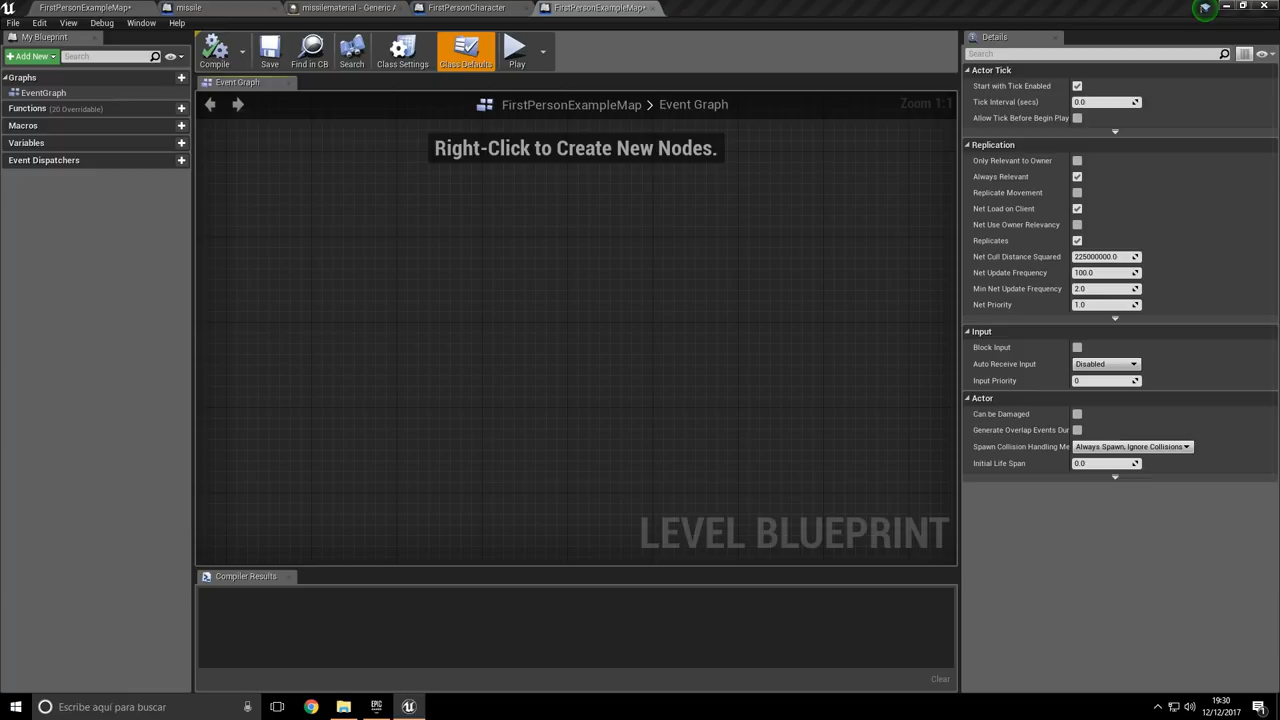 FirstPersonExampleMap*
missile
missilematerial - Generic A
FirstPersonCharacter
FirstPersonExampleMap*
File Edit View Debug Window Help
My Blueprint
Add New
Search
Graphs
EventGraph
Functions (20 Overridable)
Macros
Variables
Event Dispatchers
Compile
Save
Find in CB
Search
Class Settings
Class Defaults
Play
Event Graph
FirstPersonExampleMap > Event Graph
Zoom 1:1
Right-Click to Create New Nodes.
LEVEL BLUEPRINT
Compiler Results
Clear
Details
Search
Actor Tick
Start with Tick Enabled
Tick Interval (secs) 0.0
Allow Tick Before Begin Play
Replication
Only Relevant to Owner
Always Relevant
Replicate Movement
Net Load on Client
Net Use Owner Relevancy
Replicates
Net Cull Distance Squared 225000000.0
Net Update Frequency 100.0
Min Net Update Frequency 2.0
Net Priority 1.0
Input
Block Input
Auto Receive Input Disabled
Input Priority 0
Actor
Can be Damaged
Generate Overlap Events Dur
Spawn Collision Handling Me Always Spawn, Ignore Collisions
Initial Life Span 0.0
Escribe aquí para buscar
EPIC
19:30
12/12/2017
1